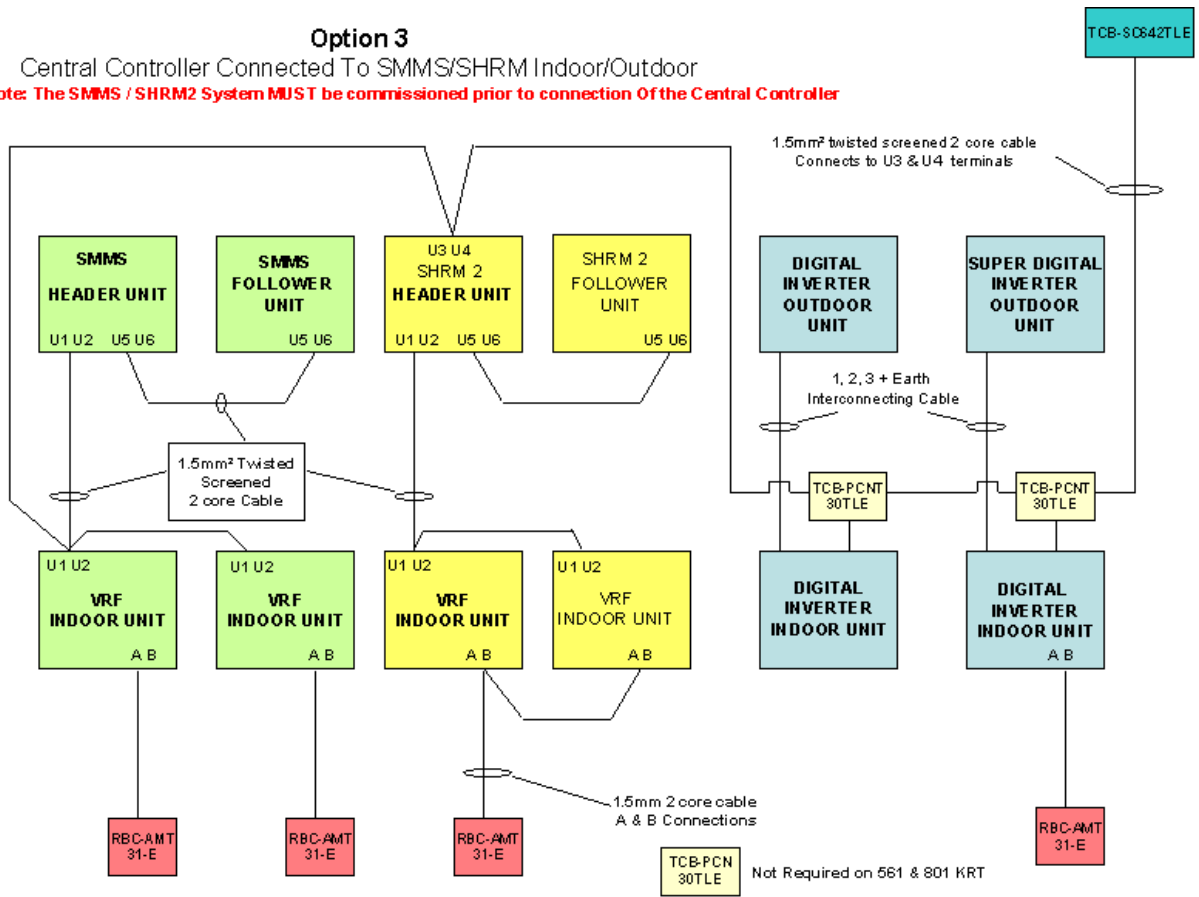 Option 3
Central Controller Connected To SMMS/SHRM Indoor/Outdoor
ote: The SMMS / SHRM2 System MUST be commissioned prior to connection Of the Central Controller
TCB-SC642TLE
1.5mm² twisted screened 2 core cable
Connects to U3 & U4 terminals
SMMS
HEADER UNIT
U1 U2 U5 U6
SMMS
FOLLOWER
UNIT
U5 U6
U3 U4
SHRM 2
HEADER UNIT
U1 U2 U5 U6
SHRM 2
FOLLOWER
UNIT
U5 U6
DIGITAL
INVERTER
OUTDOOR
UNIT
SUPER DIGITAL
INVERTER
OUTDOOR
UNIT
1, 2, 3 + Earth
Interconnecting Cable
1.5mm² Twisted
Screened
2 core Cable
TCB-PCNT
30TLE
TCB-PCNT
30TLE
U1 U2
VRF
INDOOR UNIT
A B
U1 U2
VRF
INDOOR UNIT
A B
U1 U2
VRF
INDOOR UNIT
A B
U1 U2
VRF
INDOOR UNIT
A B
DIGITAL
INVERTER
INDOOR UNIT
DIGITAL
INVERTER
INDOOR UNIT
A B
1.5mm 2 core cable
A & B Connections
RBC-AMT
31-E
RBC-AMT
31-E
RBC-AMT
31-E
RBC-AMT
31-E
TCB-PCN
30TLE
Not Required on 561 & 801 KRT